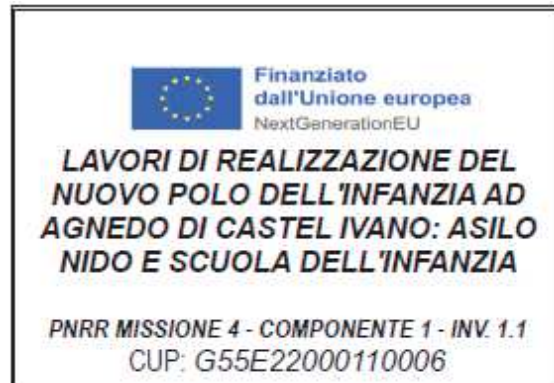 Finanziato
dall'Unione europea
NextGenerationEU
LAVORI DI REALIZZAZIONE DEL
NUOVO POLO DELL'INFANZIA AD
AGNEDO DI CASTEL IVANO: ASILO
NIDO E SCUOLA DELL'INFANZIA
PNRR MISSIONE 4 - COMPONENTE 1 - INV. 1.1
CUP: G55E22000110006